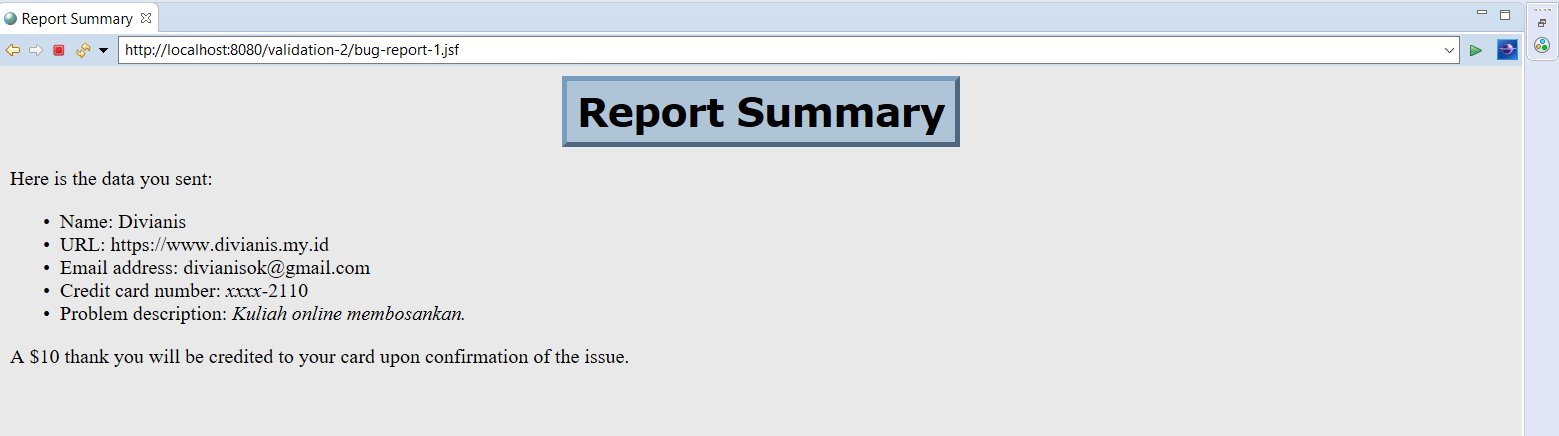 Report Summary
http://localhost:8080/validation-2/bug-report-1.jsf
Report Summary
Here is the data you sent:
• Name: Divianis
• URL: https://www.divianis.my.id
• Email address: divianisok@gmail.com
• Credit card number: xxxx-2110
• Problem description: Kuliah online membosankan.
A $10 thank you will be credited to your card upon confirmation of the issue.